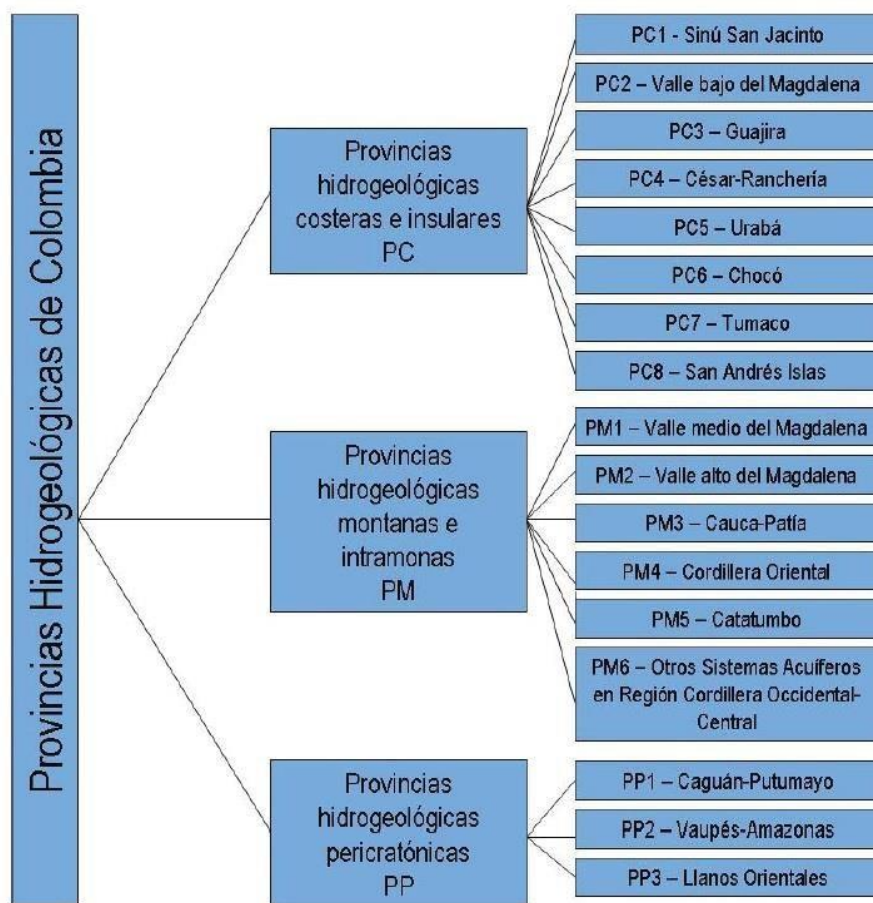 Provincias Hidrogeológicas de Colombia
Provincias
hidrogeológicas
costeras e insulares
PC
PC1 - Sinú San Jacinto
PC2 – Valle bajo del Magdalena
PC3 – Guajira
PC4 – César-Ranchería
PC5 – Urabá
PC6 – Chocó
PC7 – Tumaco
PC8 – San Andrés Islas
Provincias
hidrogeológicas
montanas e
intramonas
PM
PM1 – Valle medio del Magdalena
PM2 – Valle alto del Magdalena
PM3 – Cauca-Patía
PM4 – Cordillera Oriental
PM5 – Catatumbo
PM6 – Otros Sistemas Acuíferos
en Región Cordillera Occidental-
Central
Provincias
hidrogeológicas
pericratónicas
PP
PP1 – Caguán-Putumayo
PP2 – Vaupés-Amazonas
PP3 – Llanos Orientales